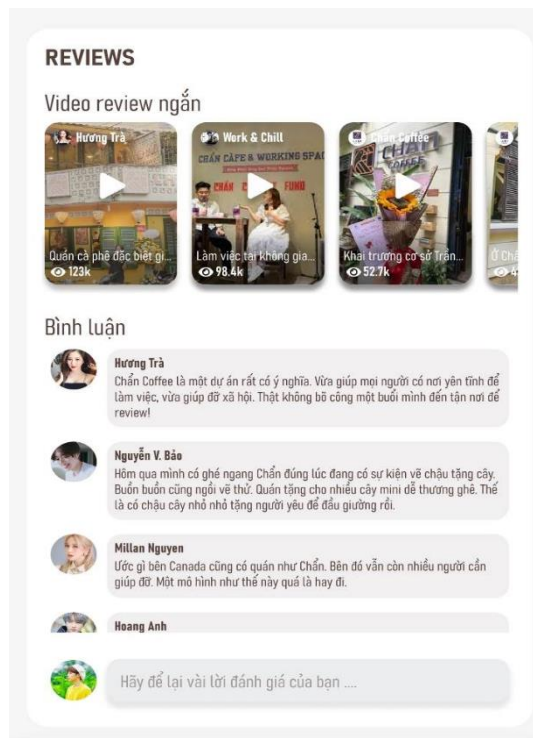 REVIEWS
Video review ngắn
Hương Trà
Work & Chill
Chẩn Coffee
CHẨN CAFE & WORKING SPA
FUND
COFFEE
Quán cà phê đặc biệt gi...
Làm việc tại không gia...
Khai trương cơ sở Trần...
Ở Ch
123k
98.4k
52.7k
Bình luận
Hương Trà
Chẩn Coffee là một dự án rất có ý nghĩa. Vừa giúp mọi người có nơi yên tĩnh để
làm việc, vừa giúp đỡ xã hội. Thật không bõ công một buổi mình đến tận nơi để
review!
Nguyễn V. Bảo
Hôm qua mình có ghé ngang Chẩn đúng lúc đang có sự kiện vẽ chậu tặng cây.
Buồn buồn cũng ngồi vẽ thử. Quán tặng cho nhiều cây mini dễ thương ghê. Thế
là có chậu cây nhỏ nhỏ tặng người yêu để đầu giường rồi.
Millan Nguyen
Ước gì bên Canada cũng có quán như Chẩn. Bên đó vẫn còn nhiều người cần
giúp đỡ. Một mô hình như thế này quá là hay đi.
Hoang Anh
Hãy để lại vài lời đánh giá của bạn ....